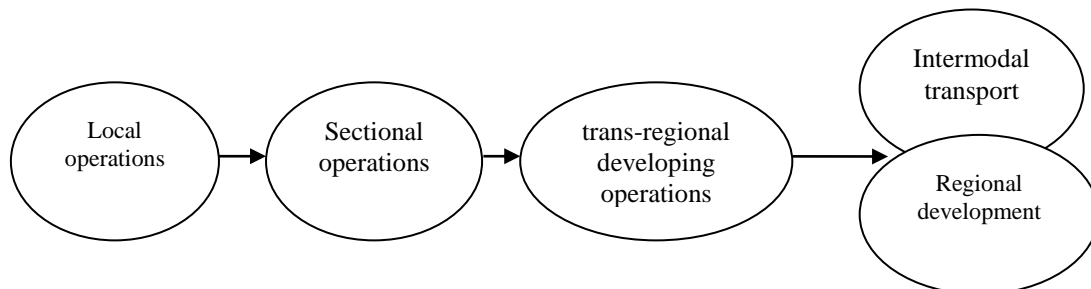 Local
operations
Sectional
operations
trans-regional
developing
operations
Intermodal
transport
Regional
development